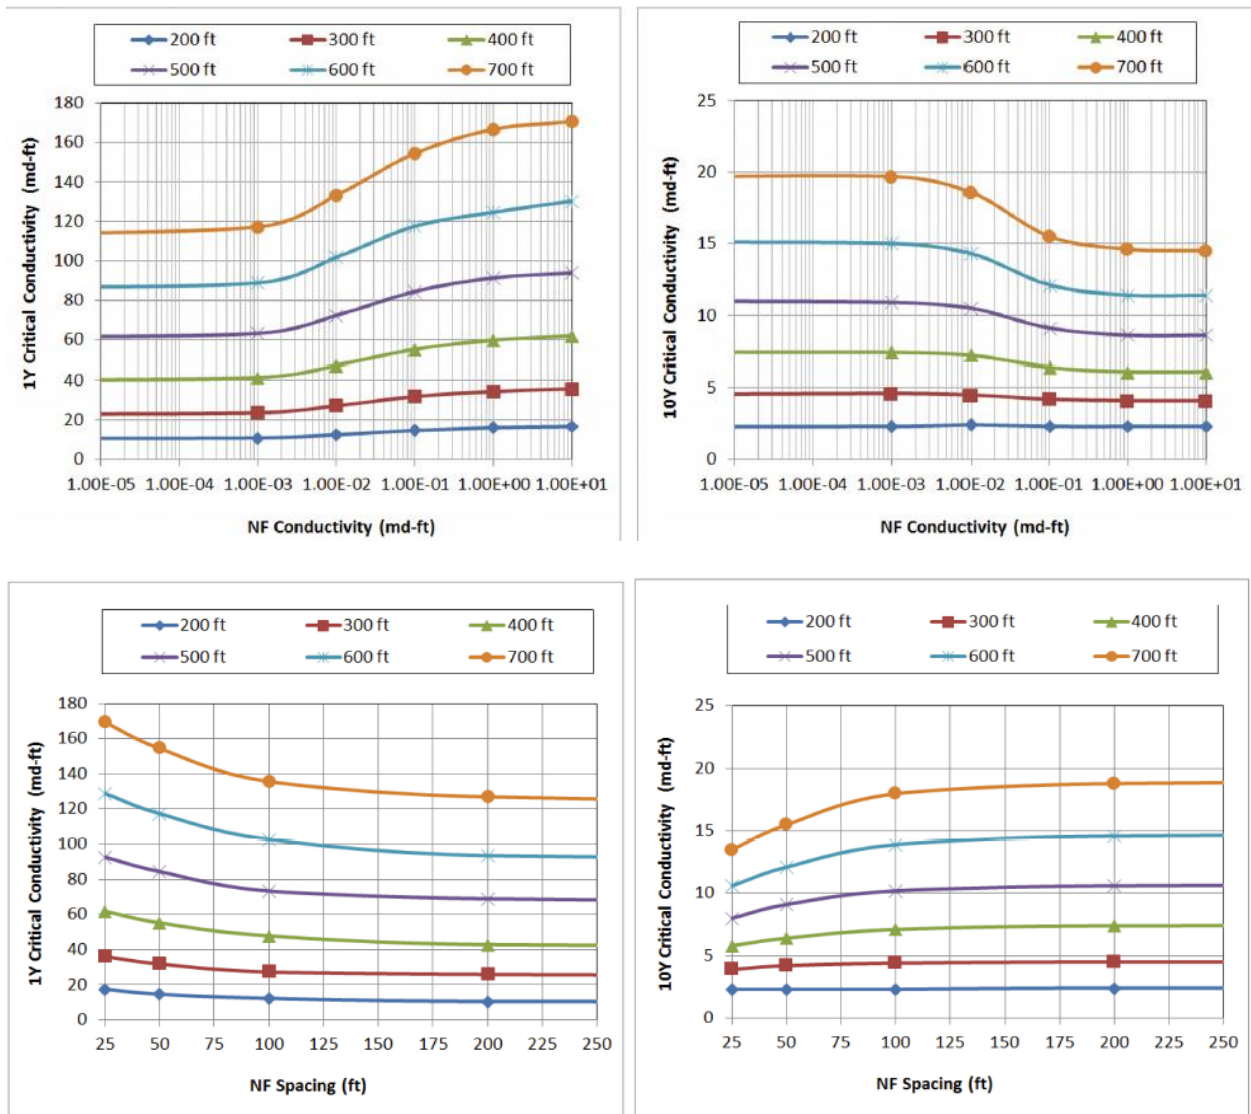 200 ft 300 ft 400 ft
500 ft 600 ft 700 ft
1Y Critical Conductivity (md-ft)
180
160
140
120
100
80
60
40
20
0
1.00E-05 1.00E-04 1.00E-03 1.00E-02 1.00E-01 1.00E+00 1.00E+01
NF Conductivity (md-ft)
200 ft 300 ft 400 ft
500 ft 600 ft 700 ft
10Y Critical Conductivity (md-ft)
25
20
15
10
5
0
1.00E-05 1.00E-04 1.00E-03 1.00E-02 1.00E-01 1.00E+00 1.00E+01
NF Conductivity (md-ft)
200 ft 300 ft 400 ft
500 ft 600 ft 700 ft
1Y Critical Conductivity (md-ft)
180
160
140
120
100
80
60
40
20
0
25 50 75 100 125 150 175 200 225 250
NF Spacing (ft)
200 ft 300 ft 400 ft
500 ft 600 ft 700 ft
10Y Critical Conductivity (md-ft)
25
20
15
10
5
0
25 50 75 100 125 150 175 200 225 250
NF Spacing (ft)